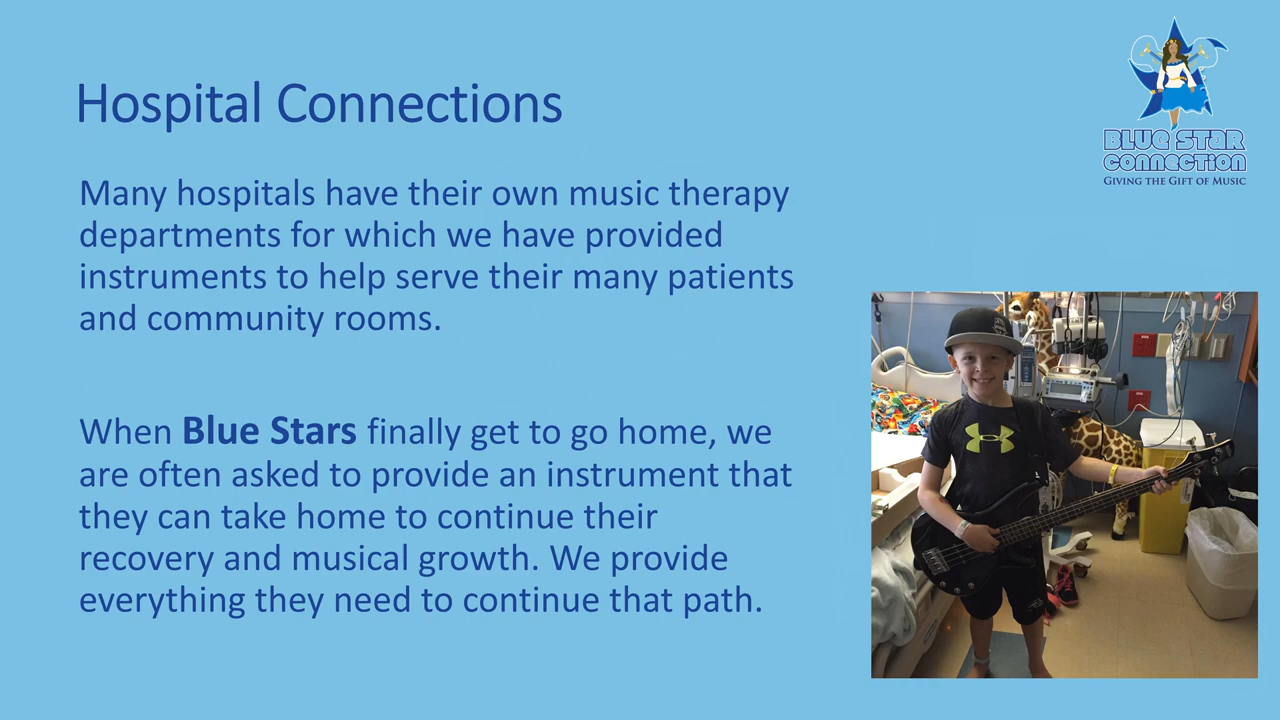 Hospital Connections
BLUE STAR
CONNECTION
GIVING THE GIFT OF MUSIC
Many hospitals have their own music therapy
departments for which we have provided
instruments to help serve their many patients
and community rooms.
When Blue Stars finally get to go home, we
are often asked to provide an instrument that
they can take home to continue their
recovery and musical growth. We provide
everything they need to continue that path.